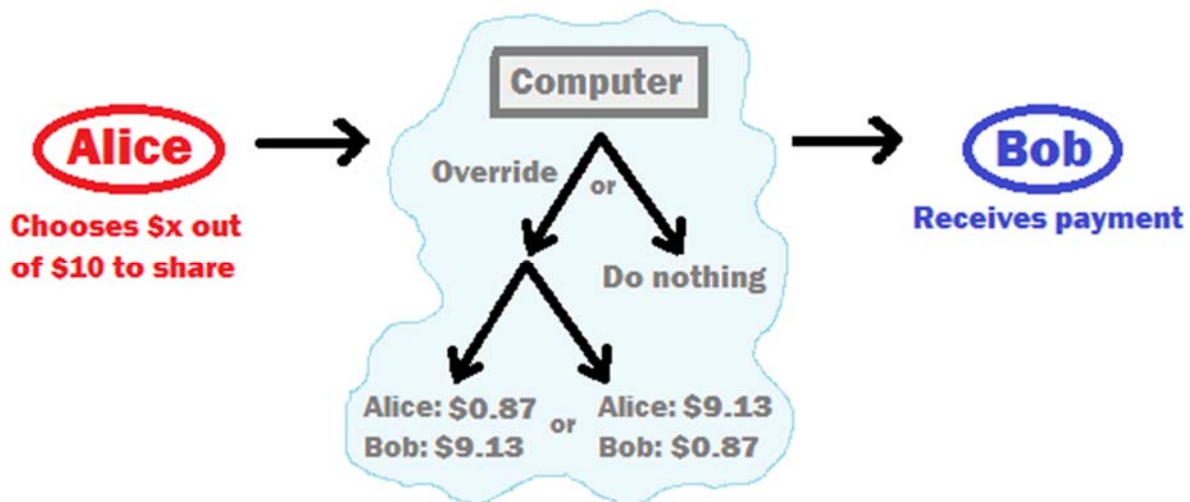 Computer
Alice
Bob
Override
or
Chooses $x out
of $10 to share
Receives payment
Do nothing
Alice: $0.87
Bob: $9.13
or
Alice: $9.13
Bob: $0.87